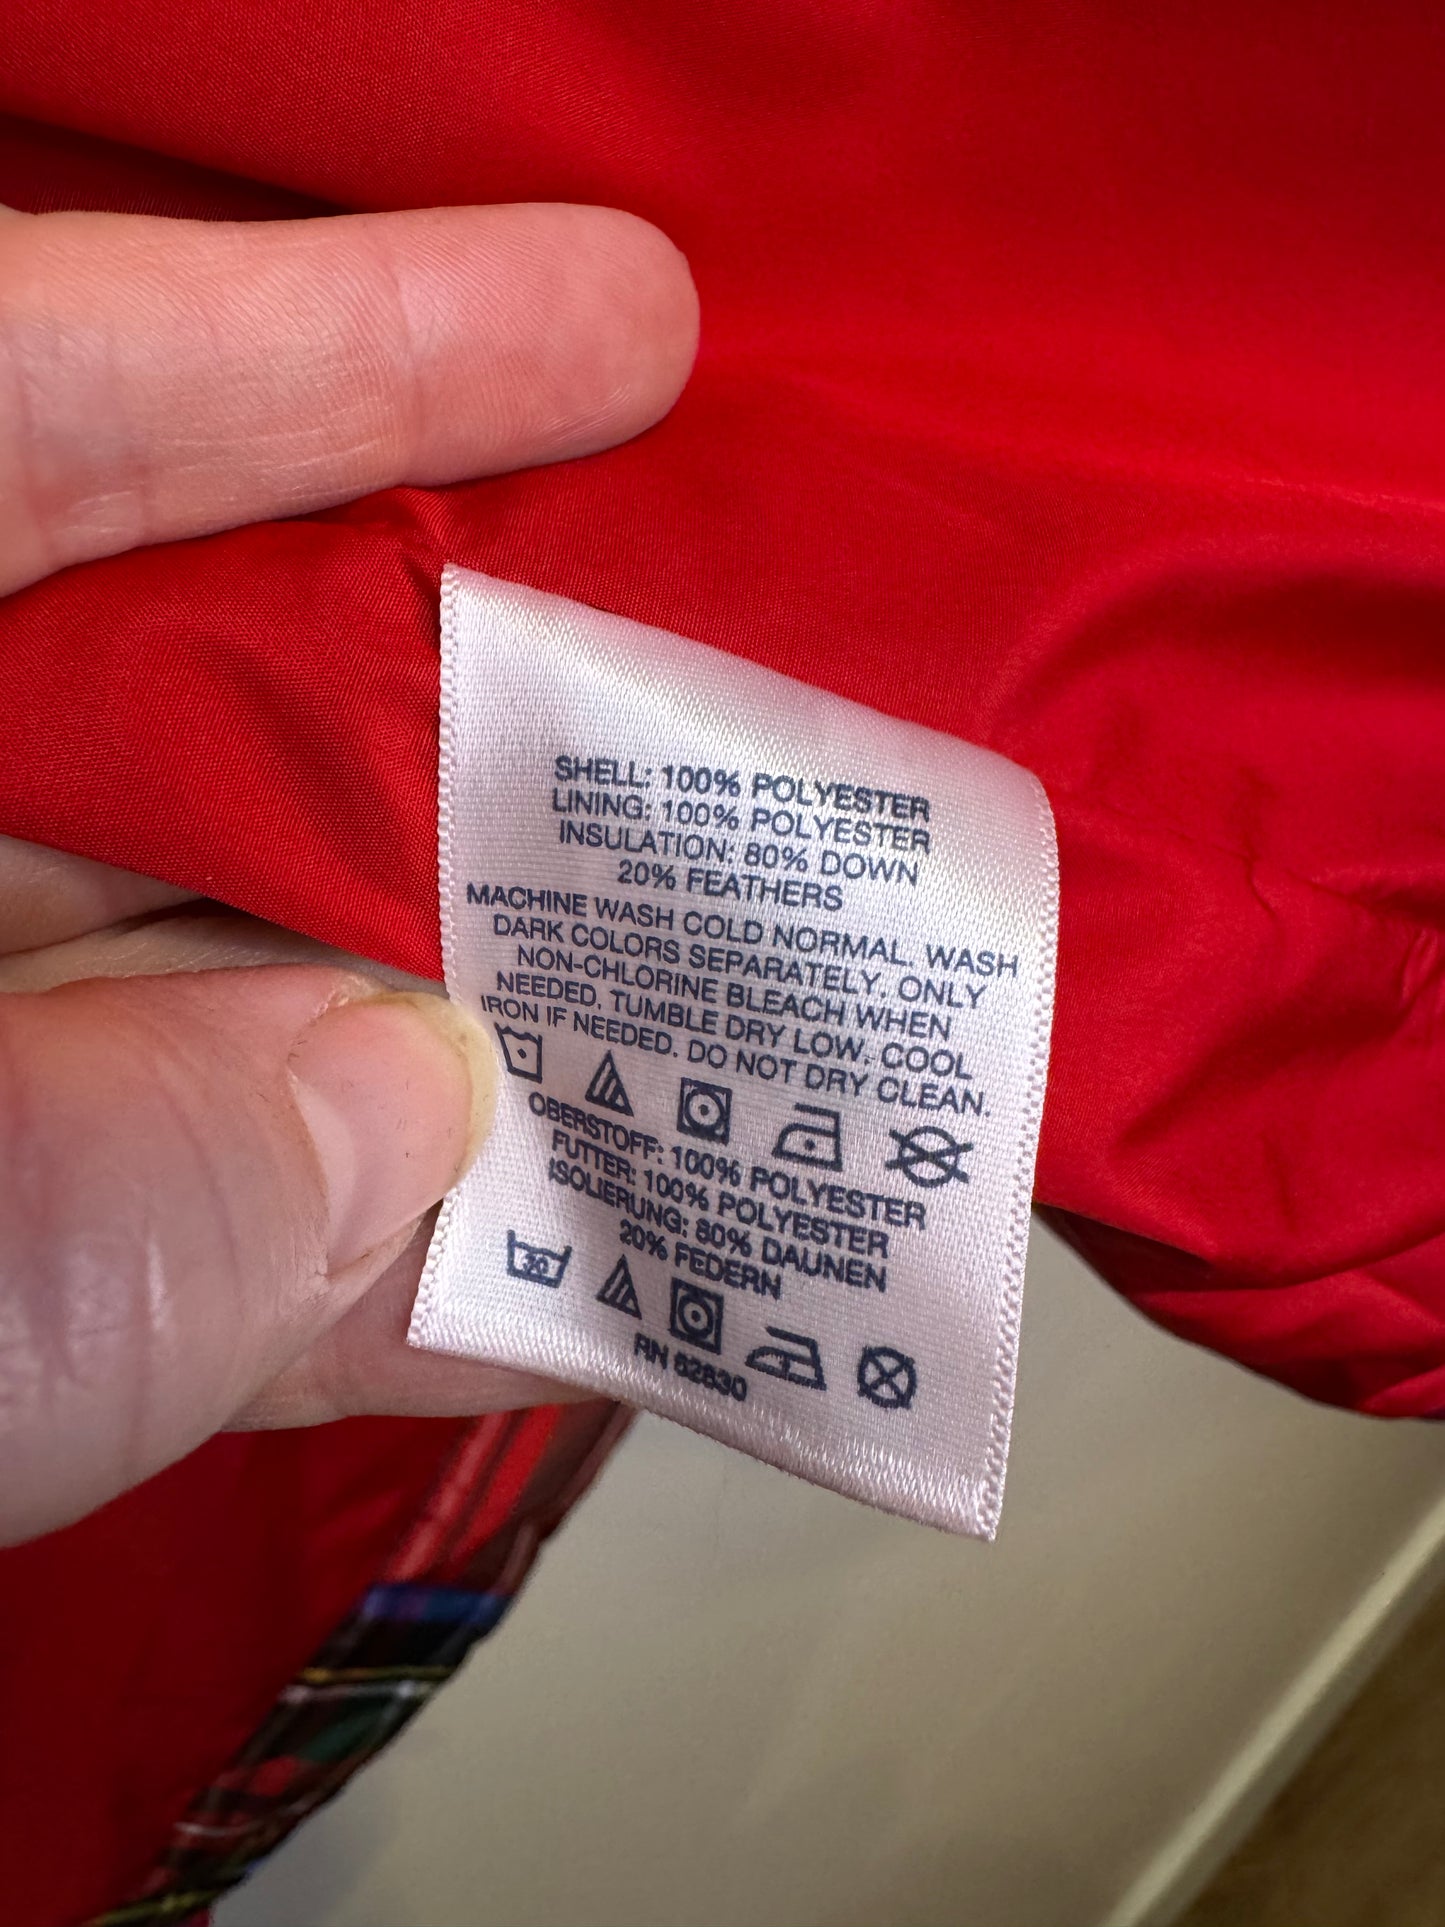 SHELL: 100% POLYESTER
LINING: 100% POLYESTER
INSULATION: 80% DOWN
20% FEATHERS
MACHINE WASH COLD NORMAL. WASH
DARK COLORS SEPARATELY. ONLY
NON-CHLORINE BLEACH WHEN
NEEDED. TUMBLE DRY LOW. COOL
IRON IF NEEDED. DO NOT DRY CLEAN.
OBERSTOFF: 100% POLYESTER
FUTTER: 100% POLYESTER
ISOLIERUNG: 80% DAUNEN
20% FEDERN
RN 62830